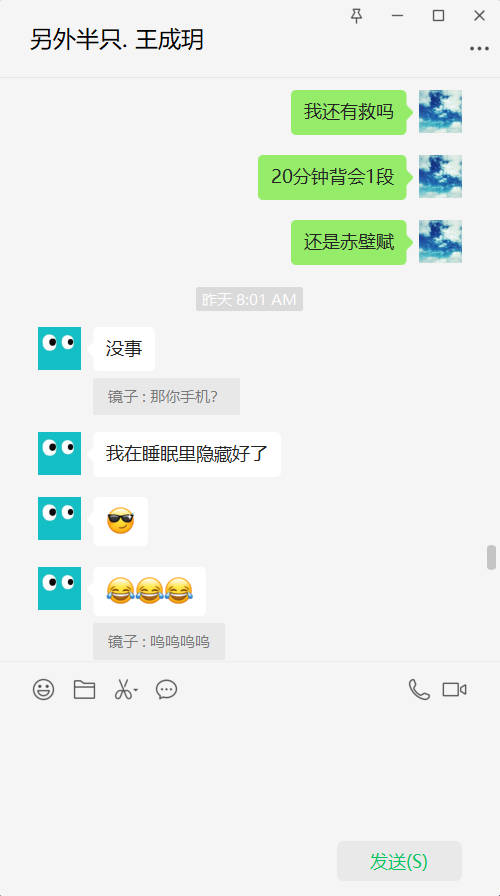 另外半只. 王成玥
我还有救吗
20分钟背会1段
还是赤壁赋
昨天 8:01 AM
没事
镜子 : 那你手机?
我在睡眠里隐藏好了
😎
😂😂😂
镜子 : 呜呜呜呜
发送(S)